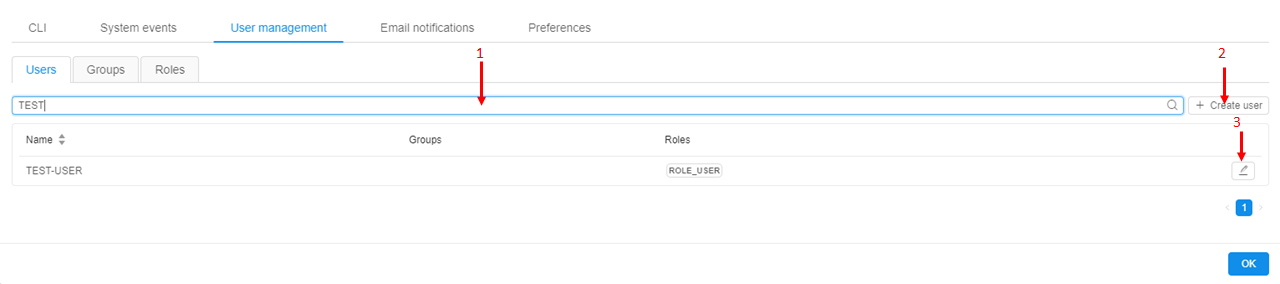 CLI System events User management Email notifications Preferences
1 2
Users Groups Roles
TEST + Create user
3
Name Groups Roles
TEST-USER ROLE_USER
< 1 >
OK